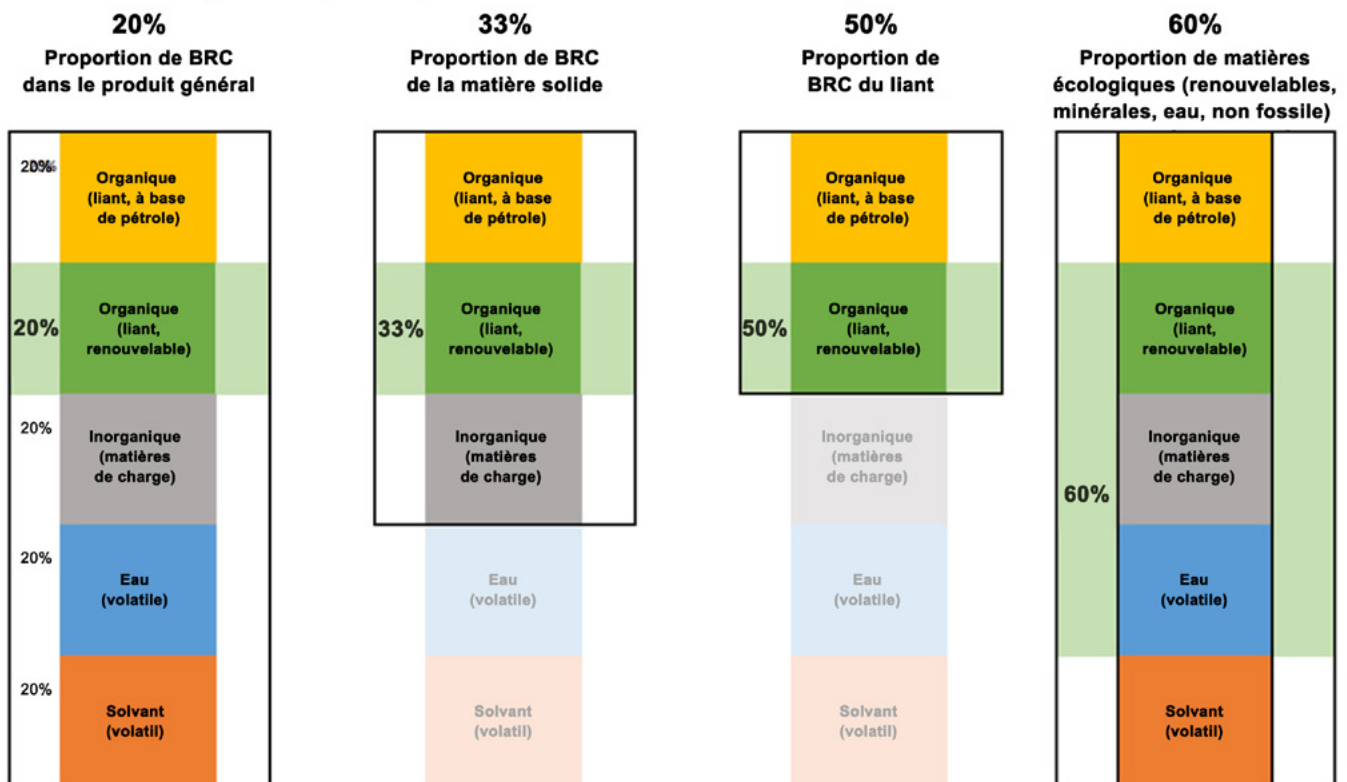 20%
Proportion de BRC
dans le produit général
20%
Organique
(liant, à base
de pétrole)
20%
Organique
(liant,
renouvelable)
20%
Inorganique
(matières
de charge)
20%
Eau
(volatile)
20%
Solvant
(volatil)
33%
Proportion de BRC
de la matière solide
Organique
(liant, à base
de pétrole)
33%
Organique
(liant,
renouvelable)
Inorganique
(matières
de charge)
Eau
(volatile)
Solvant
(volatil)
50%
Proportion de
BRC du liant
Organique
(liant, à base
de pétrole)
50%
Organique
(liant,
renouvelable)
Inorganique
(matières
de charge)
Eau
(volatile)
Solvant
(volatil)
60%
Proportion de matières
écologiques (renouvelables,
minérales, eau, non fossile)
Organique
(liant, à base
de pétrole)
Organique
(liant,
renouvelable)
60%
Inorganique
(matières
de charge)
Eau
(volatile)
Solvant
(volatil)